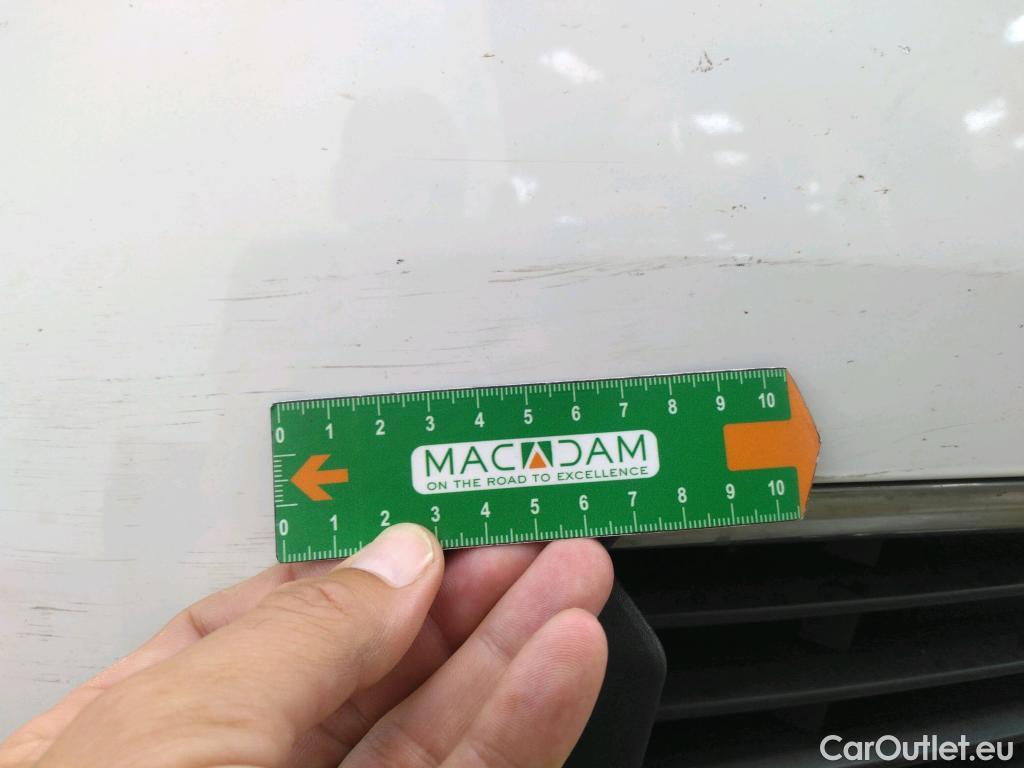 0 1 2 3 4 5 6 7 8 9 10
MACADAM
ON THE ROAD TO EXCELLENCE
0 1 2 3 4 5 6 7 8 9 10
CarOutlet.eu